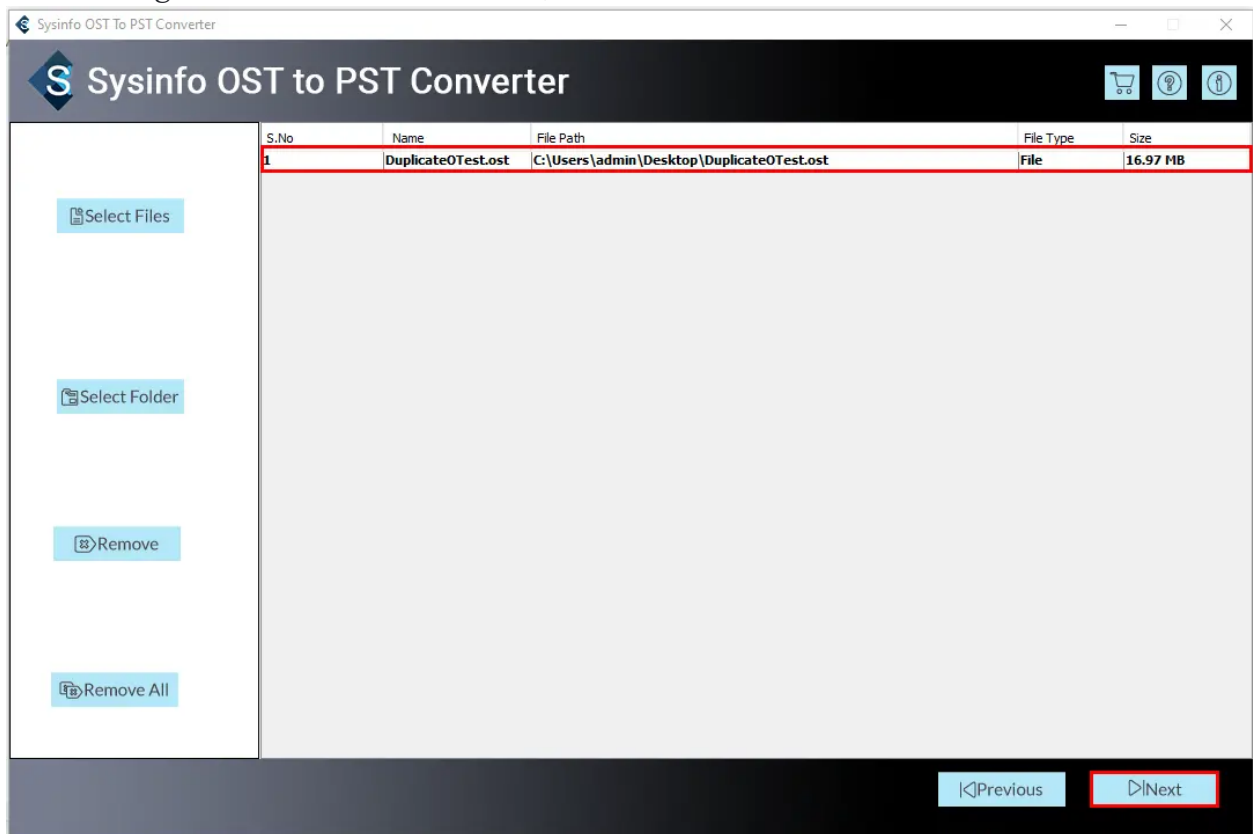 Sysinfo OST To PST Converter
S Sysinfo OST to PST Converter
S.No Name File Path File Type Size
1 DuplicateOTest.ost C:\Users\admin\Desktop\DuplicateOTest.ost File 16.97 MB
Select Files
Select Folder
Remove
Remove All
Previous Next